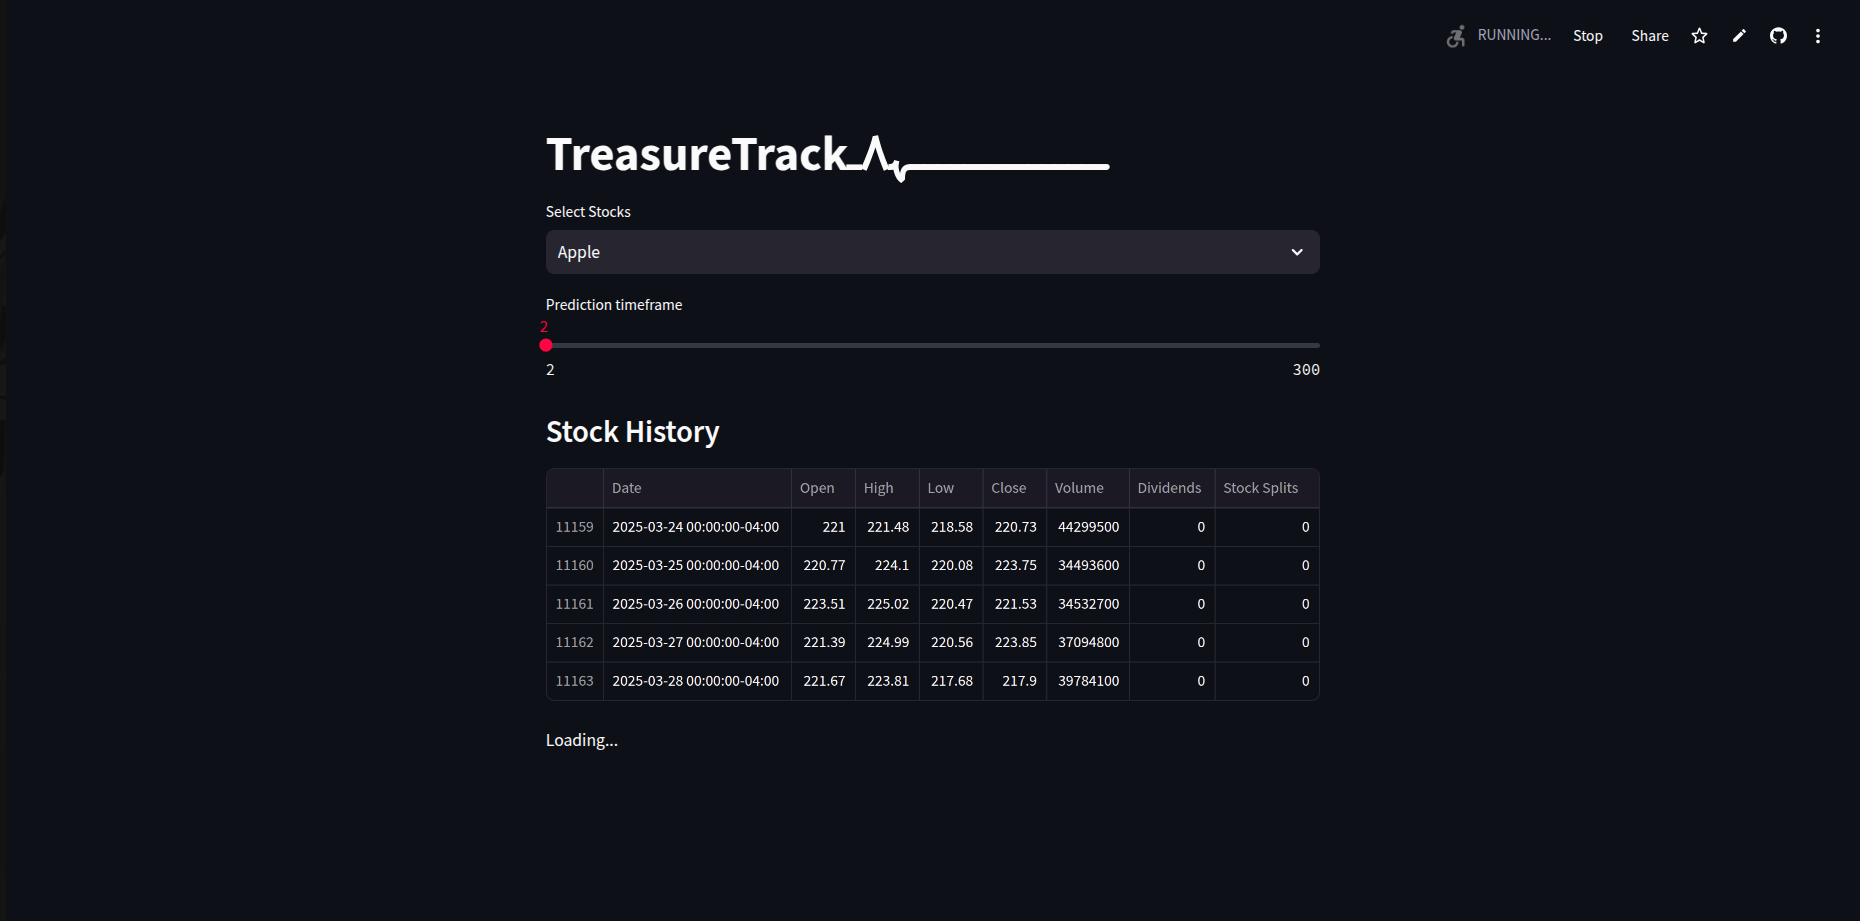 RUNNING... Stop Share
TreasureTrack
Select Stocks
Apple
Prediction timeframe
2
2 300
Stock History
Date Open High Low Close Volume Dividends Stock Splits
11159 2025-03-24 00:00:00-04:00 221 221.48 218.58 220.73 44299500 0 0
11160 2025-03-25 00:00:00-04:00 220.77 224.1 220.08 223.75 34493600 0 0
11161 2025-03-26 00:00:00-04:00 223.51 225.02 220.47 221.53 34532700 0 0
11162 2025-03-27 00:00:00-04:00 221.39 224.99 220.56 223.85 37094800 0 0
11163 2025-03-28 00:00:00-04:00 221.67 223.81 217.68 217.9 39784100 0 0
Loading...